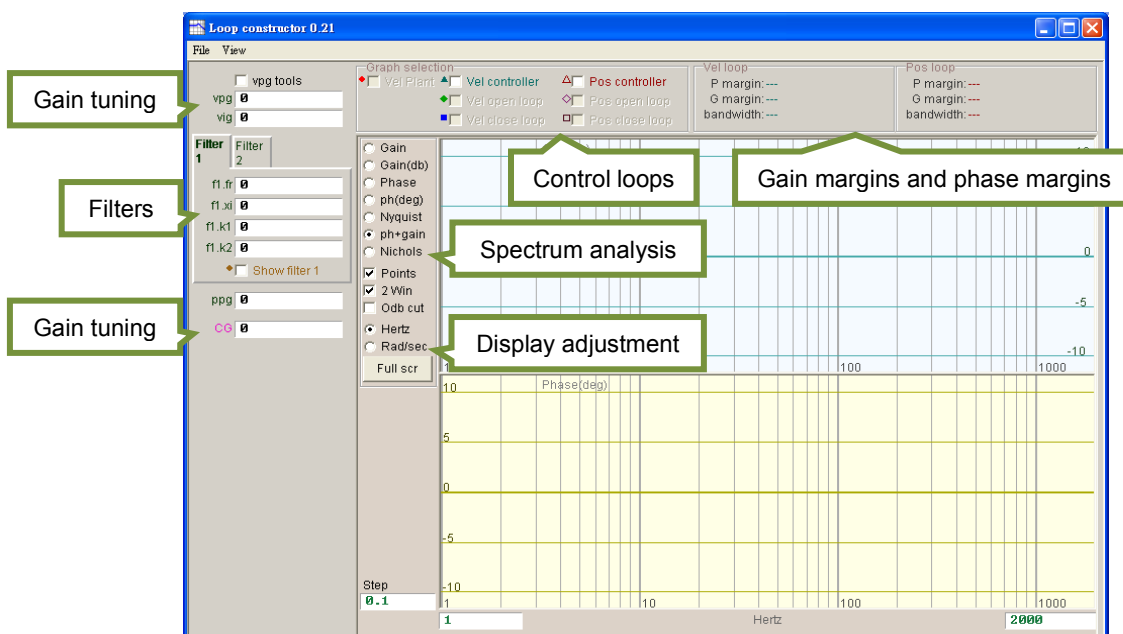 Loop constructor 0.21
File View
Gain tuning
vpg tools
vpg 0
vig 0
Graph selection
Vel Plant
Vel controller
Vel open loop
Vel close loop
Pos controller
Pos open loop
Pos close loop
Vel loop
P margin:---
G margin:---
bandwidth:---
Pos loop
P margin:---
G margin:---
bandwidth:---
Control loops
Gain margins and phase margins
Filters
Filter 1
Filter 2
f1.fr 0
f1.xi 0
f1.k1 0
f1.k2 0
Show filter 1
Gain tuning
ppg 0
CG 0
Gain
Gain(db)
Phase
ph(deg)
Nyquist
ph+gain
Nichols
Spectrum analysis
Points
2 Win
Odb cut
Hertz
Rad/sec
Display adjustment
Full scr
0
-5
-10
100
1000
Phase(deg)
10
5
0
-5
-10
1
10
100
1000
Step
0.1
1
Hertz
2000